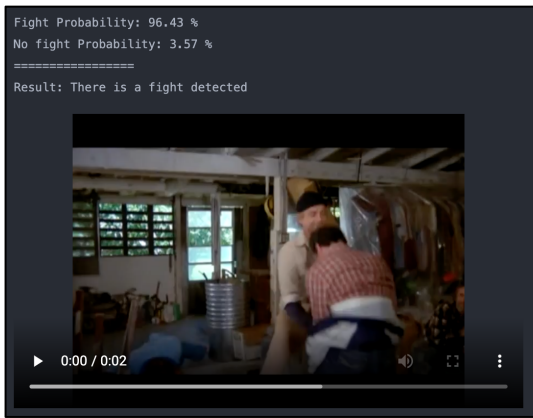 Fight Probability: 96.43 %
No fight Probability: 3.57 %
=================
Result: There is a fight detected
0:00 / 0:02